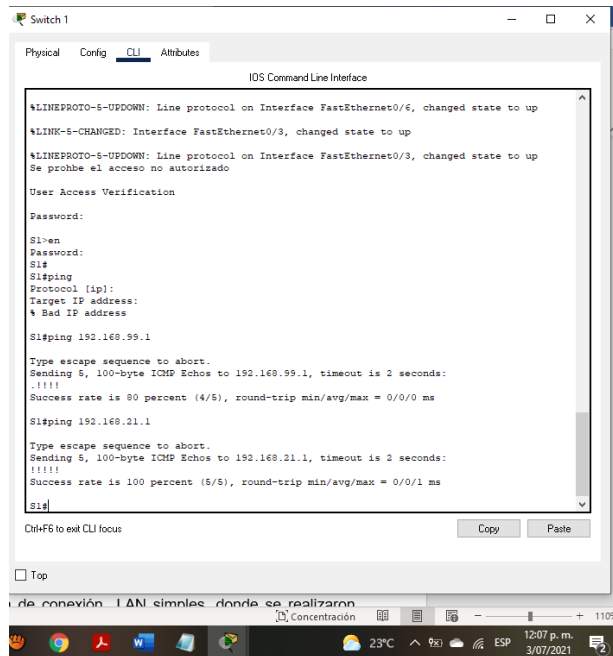 Switch 1
Physical Config CLI Attributes
IOS Command Line Interface
%LINEPROTO-5-UPDOWN: Line protocol on Interface FastEthernet0/6, changed state to up
%LINK-5-CHANGED: Interface FastEthernet0/3, changed state to up
%LINEPROTO-5-UPDOWN: Line protocol on Interface FastEthernet0/3, changed state to up
Se prohbe el acceso no autorizado
User Access Verification
Password:
S1>en
Password:
S1#
S1#ping
Protocol [ip]:
Target IP address:
% Bad IP address
S1#ping 192.168.99.1
Type escape sequence to abort.
Sending 5, 100-byte ICMP Echos to 192.168.99.1, timeout is 2 seconds:
.!!!!
Success rate is 80 percent (4/5), round-trip min/avg/max = 0/0/0 ms
S1#ping 192.168.21.1
Type escape sequence to abort.
Sending 5, 100-byte ICMP Echos to 192.168.21.1, timeout is 2 seconds:
!!!!!
Success rate is 100 percent (5/5), round-trip min/avg/max = 0/0/1 ms
S1#
Ctrl+F6 to exit CLI focus
Copy Paste
Top
de conexión LAN simples, donde se realizaron
Concentración - + 110
23°C ESP 12:07 p. m.
3/07/2021 2